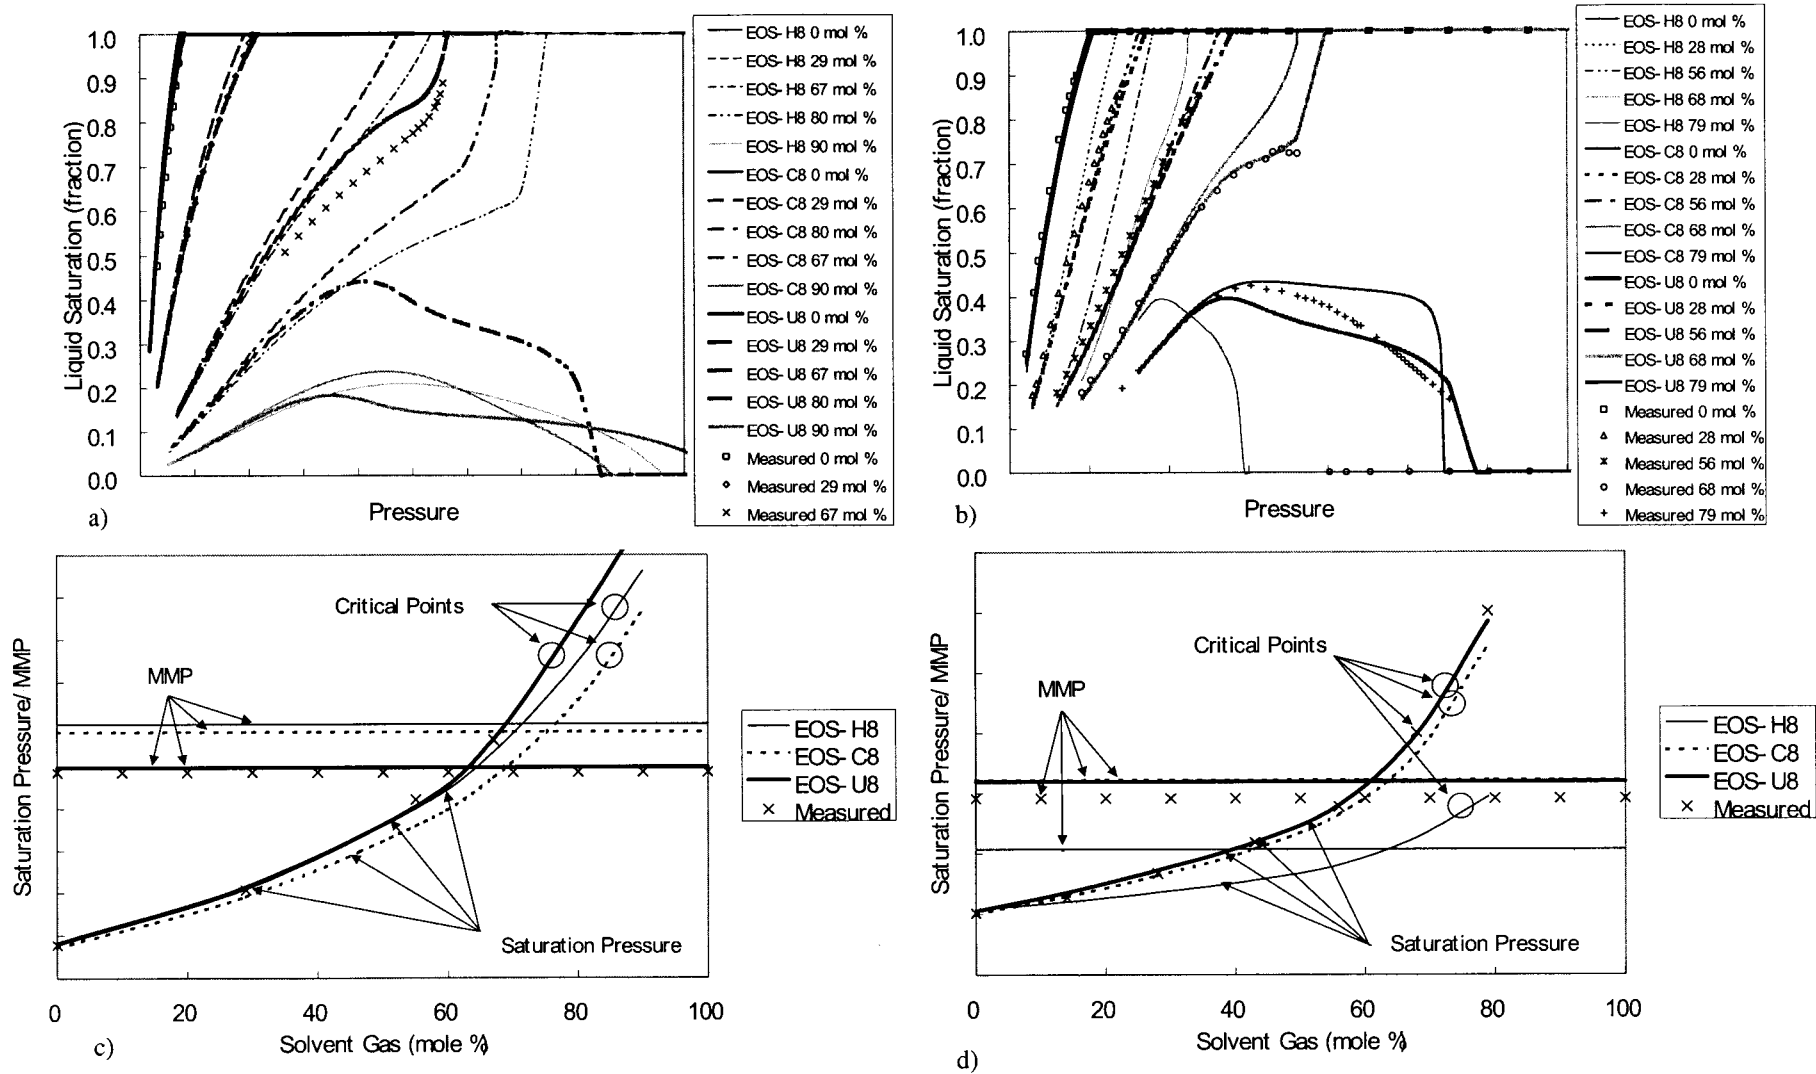 1.0
0.9
0.8
0.7
0.6
0.5
0.4
0.3
0.2
0.1
0.0
Liquid Saturation (fraction)
Pressure
a)
EOS-H8 0 mol %
EOS-H8 29 mol %
EOS-H8 67 mol %
EOS-H8 80 mol %
EOS-H8 90 mol %
EOS-C8 0 mol %
EOS-C8 29 mol %
EOS-C8 80 mol %
EOS-C8 67 mol %
EOS-C8 90 mol %
EOS-U8 0 mol %
EOS-U8 29 mol %
EOS-U8 67 mol %
EOS-U8 80 mol %
EOS-U8 90 mol %
Measured 0 mol %
Measured 29 mol %
Measured 67 mol %
1.0
0.9
0.8
0.7
0.6
0.5
0.4
0.3
0.2
0.1
0.0
Liquid Saturation (fraction)
Pressure
b)
EOS-H8 0 mol %
EOS-H8 28 mol %
EOS-H8 56 mol %
EOS-H8 68 mol %
EOS-H8 79 mol %
EOS-C8 0 mol %
EOS-C8 28 mol %
EOS-C8 56 mol %
EOS-C8 68 mol %
EOS-C8 79 mol %
EOS-U8 0 mol %
EOS-U8 28 mol %
EOS-U8 56 mol %
EOS-U8 68 mol %
EOS-U8 79 mol %
Measured 0 mol %
Measured 28 mol %
Measured 56 mol %
Measured 68 mol %
Measured 79 mol %
Saturation Pressure/ MMP
Critical Points
MMP
Saturation Pressure
0 20 40 60 80 100
Solvent Gas (mole %)
c)
EOS-H8
EOS-C8
EOS-U8
Measured
Saturation Pressure/ MMP
Critical Points
MMP
Saturation Pressure
0 20 40 60 80 100
Solvent Gas (mole %)
d)
EOS-H8
EOS-C8
EOS-U8
Measured